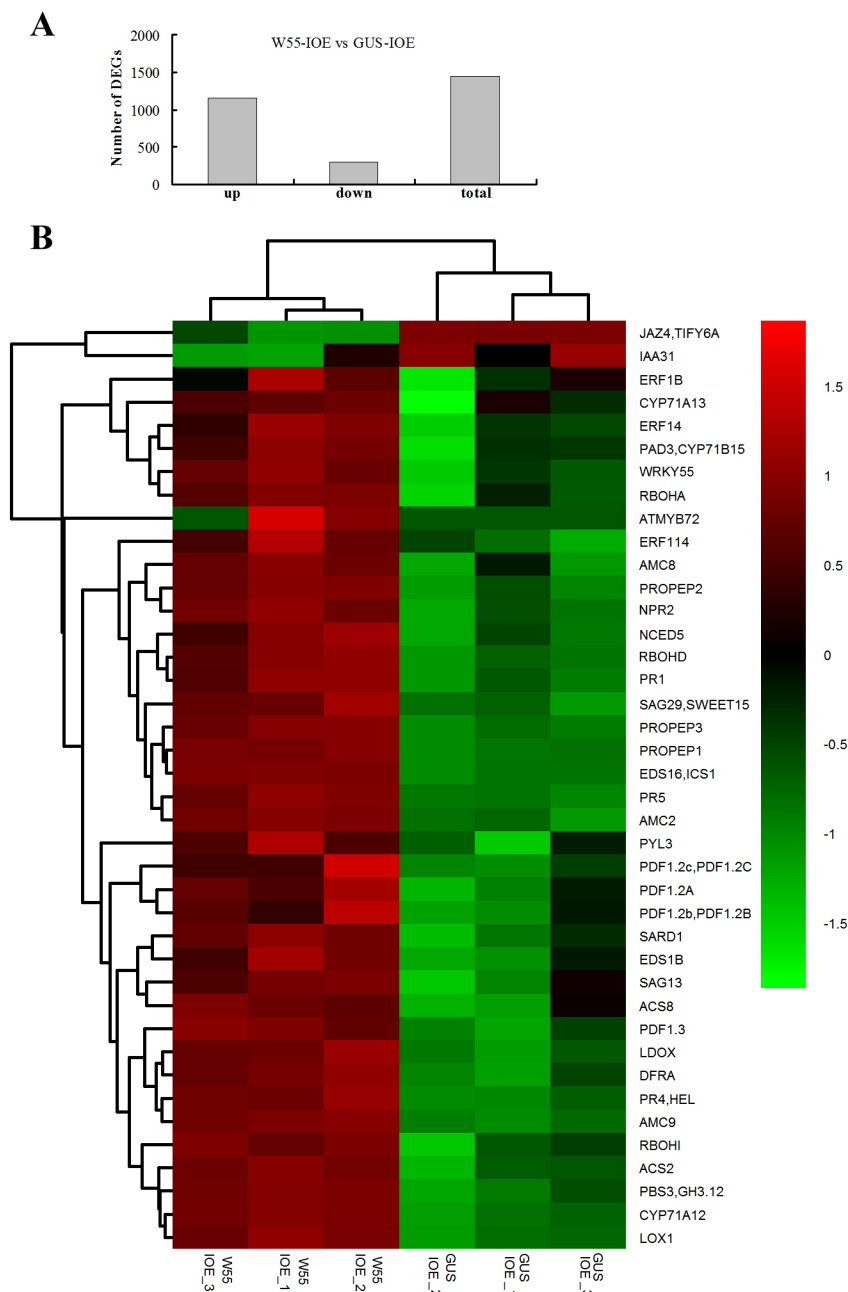 A
W55-IOE vs GUS-IOE
Number of DEGs
2000
1500
1000
500
0
up
down
total
B
JAZ4,TIFY6A
IAA31
ERF1B
CYP71A13
ERF14
PAD3,CYP71B15
WRKY55
RBOHA
ATMYB72
ERF114
AMC8
PROPEP2
NPR2
NCED5
RBOHD
PR1
SAG29,SWEET15
PROPEP3
PROPEP1
EDS16,ICS1
PR5
AMC2
PYL3
PDF1.2c,PDF1.2C
PDF1.2A
PDF1.2b,PDF1.2B
SARD1
EDS1B
SAG13
ACS8
PDF1.3
LDOX
DFRA
PR4,HEL
AMC9
RBOHI
ACS2
PBS3,GH3.12
CYP71A12
LOX1
1.5
1
0.5
0
-0.5
-1
-1.5
W55
IOE_3
W55
IOE_1
W55
IOE_2
GUS
GUS
GUS